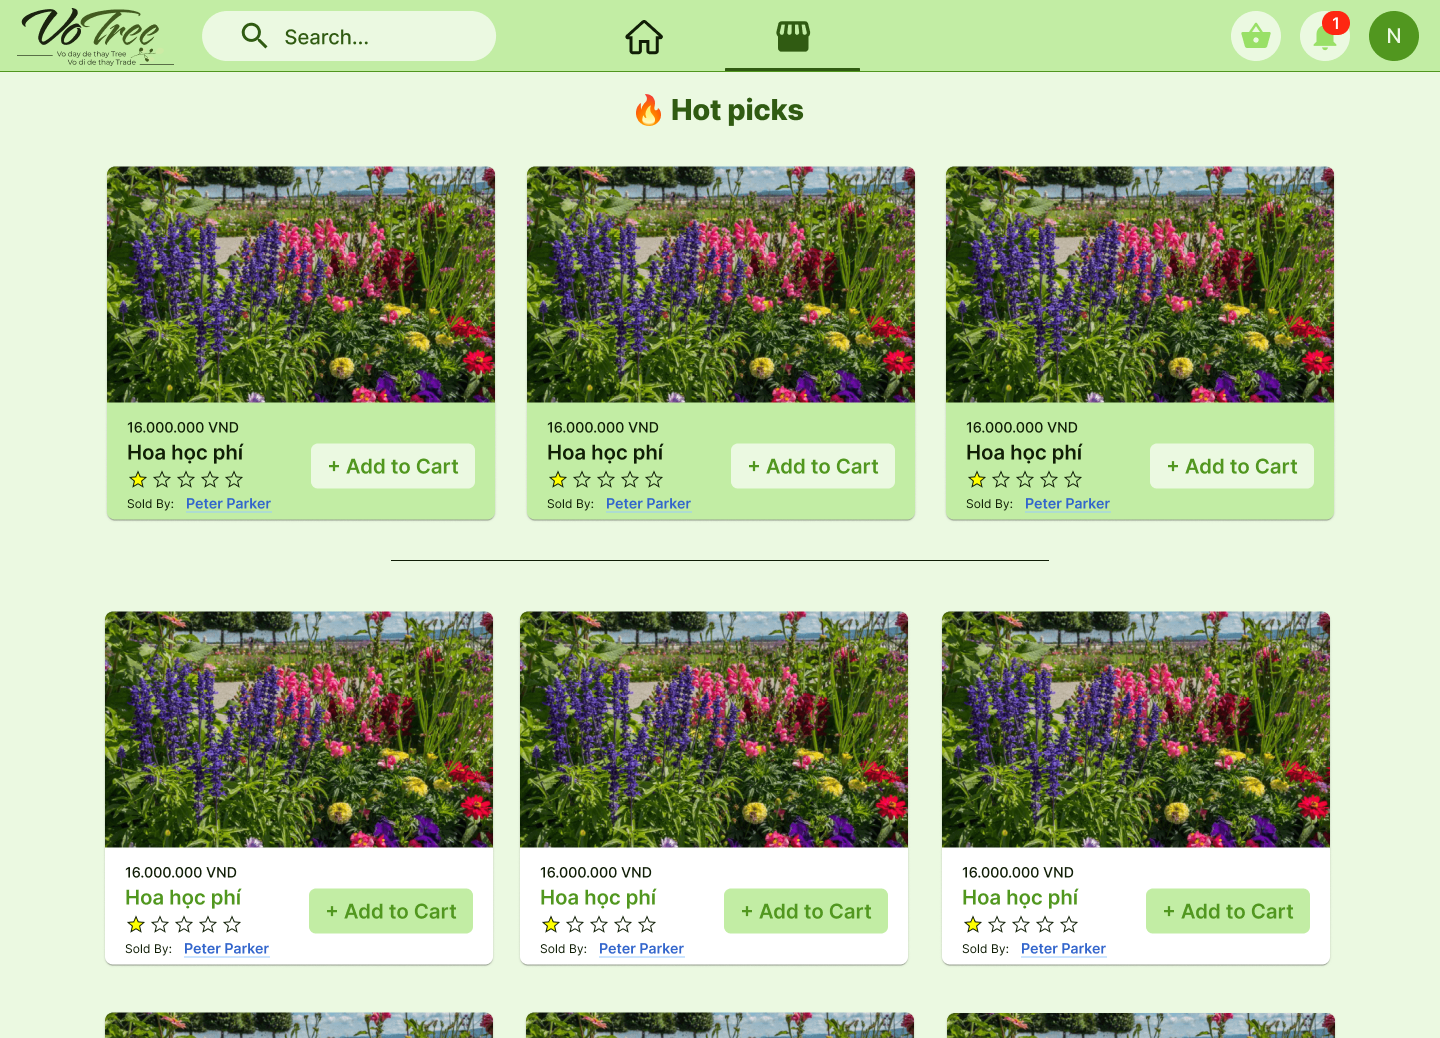 Vỏ Tree
Vo day de thay Tree
Vo di de thay Trade
Search...
1
N
🔥 Hot picks
16.000.000 VND
Hoa học phí
Sold By: Peter Parker
+ Add to Cart
16.000.000 VND
Hoa học phí
Sold By: Peter Parker
+ Add to Cart
16.000.000 VND
Hoa học phí
Sold By: Peter Parker
+ Add to Cart
16.000.000 VND
Hoa học phí
Sold By: Peter Parker
+ Add to Cart
16.000.000 VND
Hoa học phí
Sold By: Peter Parker
+ Add to Cart
16.000.000 VND
Hoa học phí
Sold By: Peter Parker
+ Add to Cart